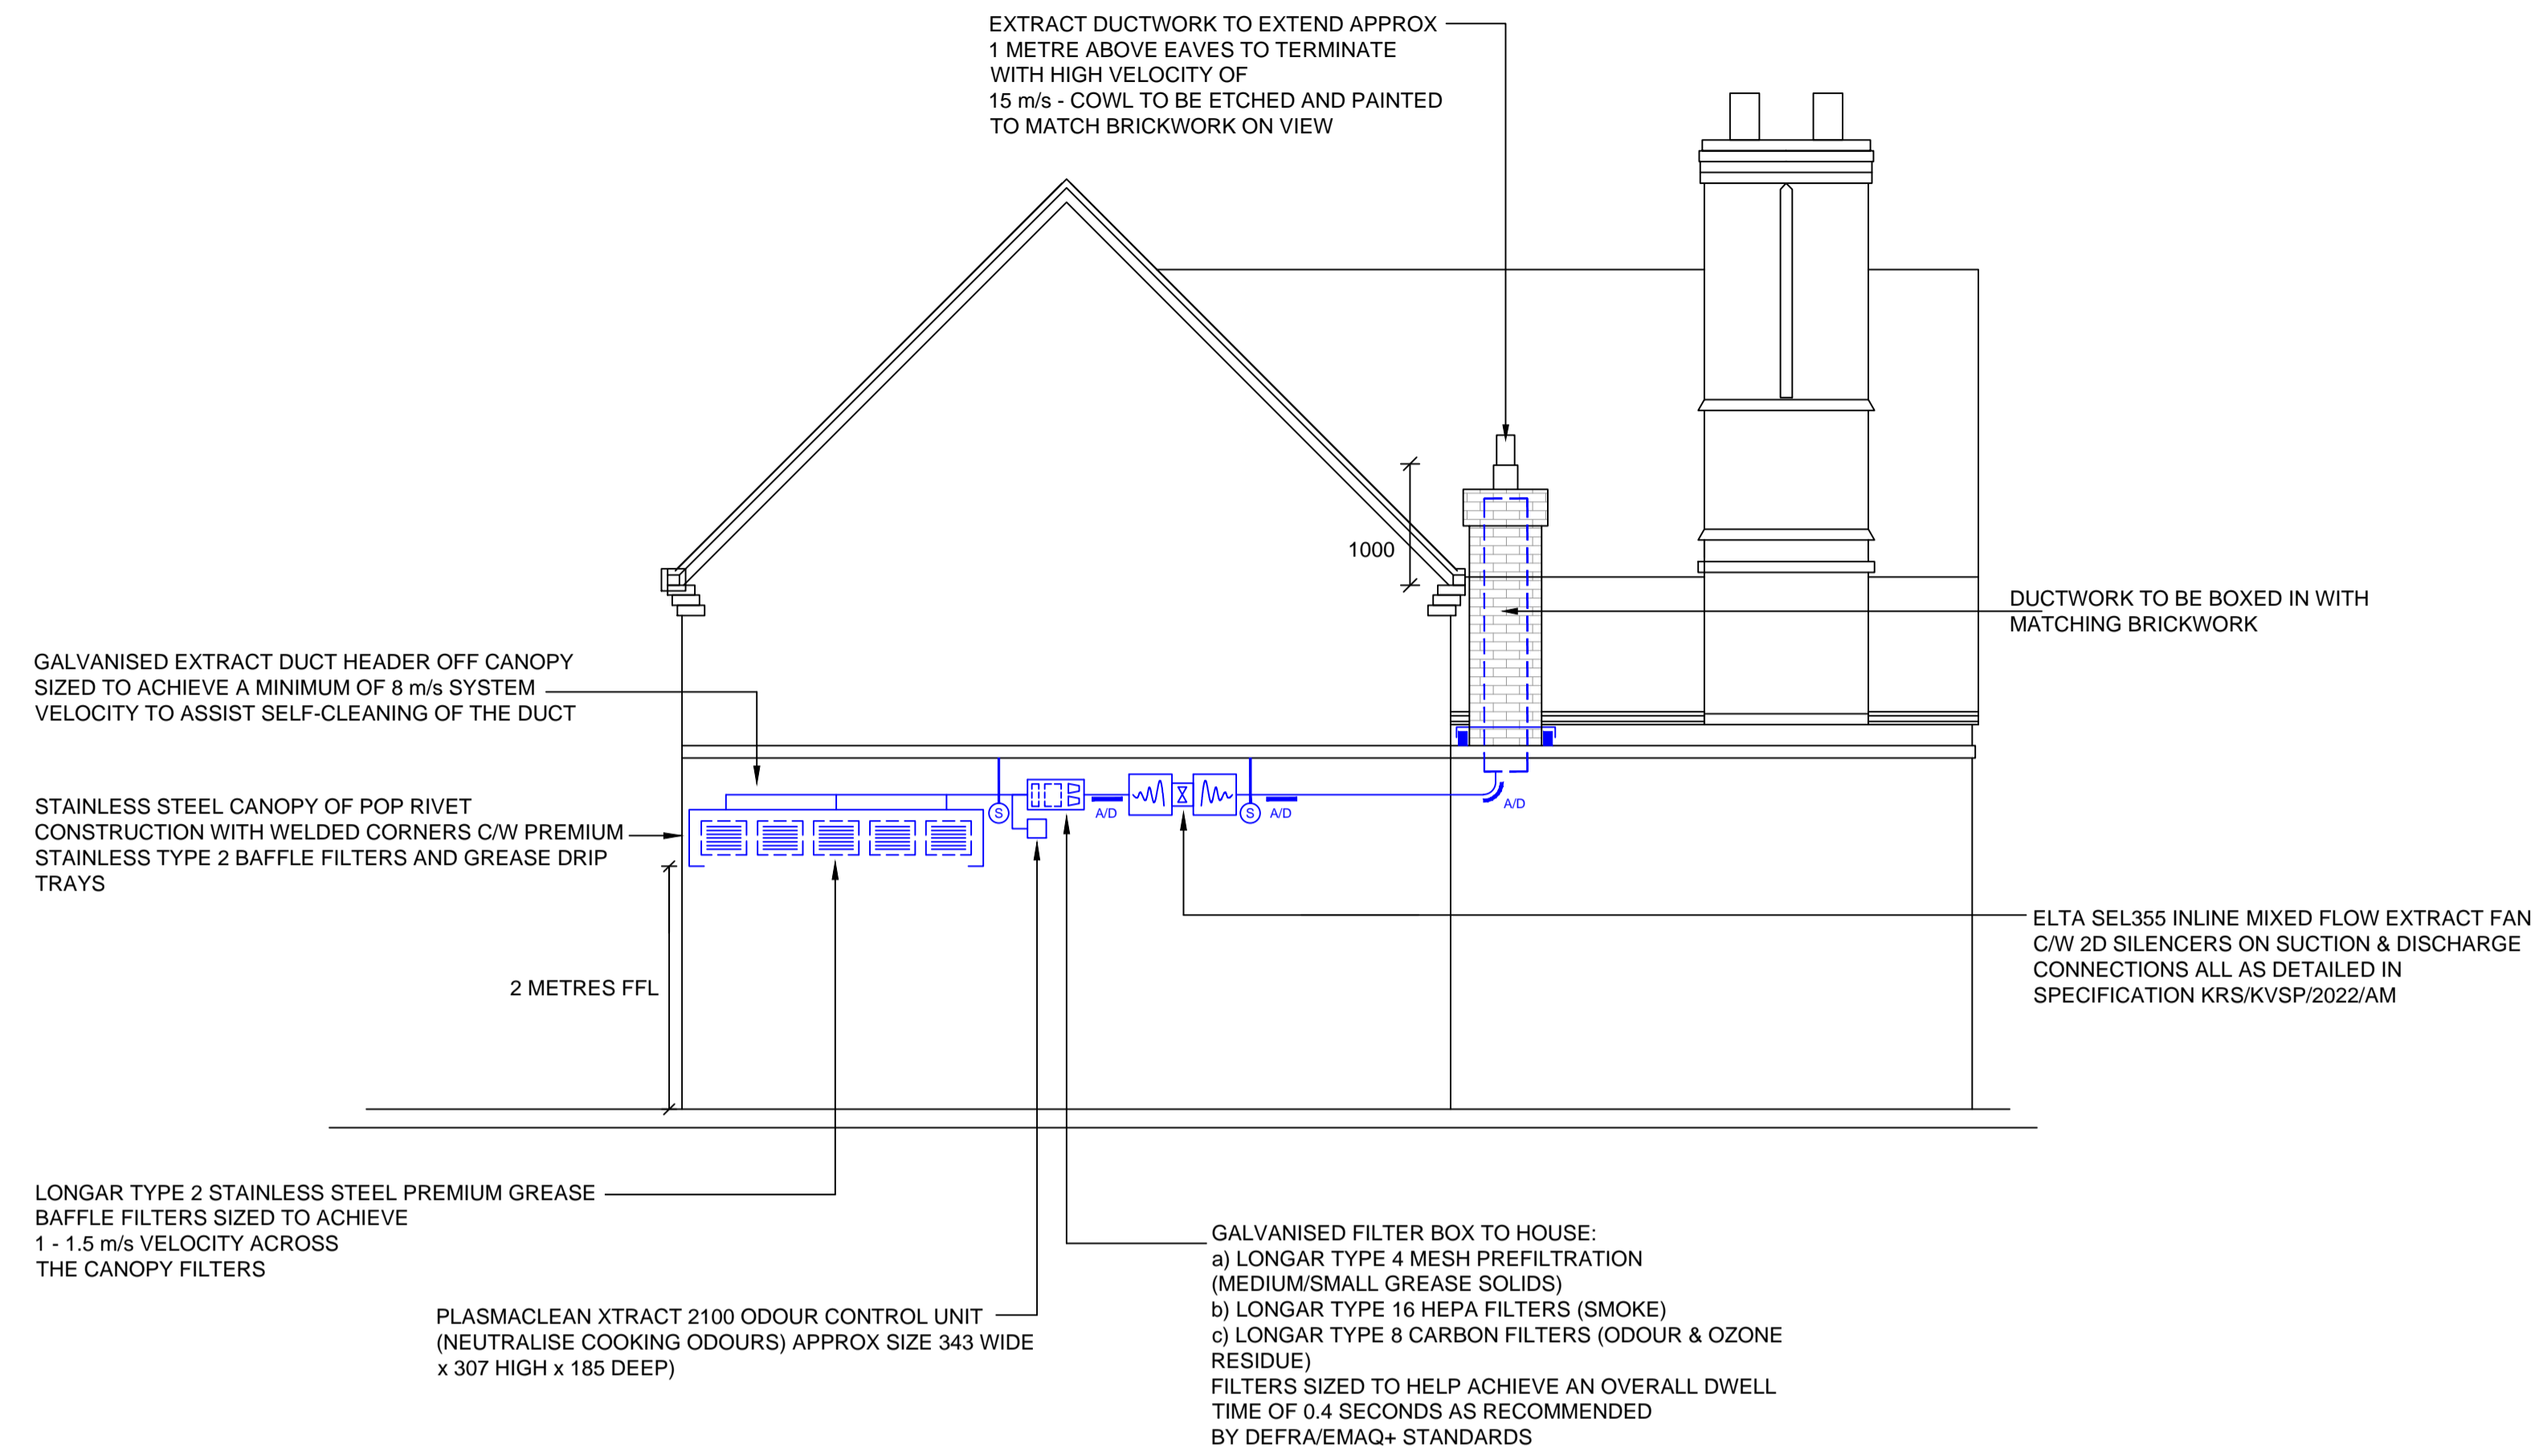 EXTRACT DUCTWORK TO EXTEND APPROX
1 METRE ABOVE EAVES TO TERMINATE
WITH HIGH VELOCITY OF
15 m/s - COWL TO BE ETCHED AND PAINTED
TO MATCH BRICKWORK ON VIEW
1000
DUCTWORK TO BE BOXED IN WITH
MATCHING BRICKWORK
GALVANISED EXTRACT DUCT HEADER OFF CANOPY
SIZED TO ACHIEVE A MINIMUM OF 8 m/s SYSTEM
VELOCITY TO ASSIST SELF-CLEANING OF THE DUCT
STAINLESS STEEL CANOPY OF POP RIVET
CONSTRUCTION WITH WELDED CORNERS C/W PREMIUM
STAINLESS TYPE 2 BAFFLE FILTERS AND GREASE DRIP
TRAYS
S
A/D
S
A/D
A/D
ELTA SEL355 INLINE MIXED FLOW EXTRACT FAN
C/W 2D SILENCERS ON SUCTION & DISCHARGE
CONNECTIONS ALL AS DETAILED IN
SPECIFICATION KRS/KVSP/2022/AM
2 METRES FFL
LONGAR TYPE 2 STAINLESS STEEL PREMIUM GREASE
BAFFLE FILTERS SIZED TO ACHIEVE
1 - 1.5 m/s VELOCITY ACROSS
THE CANOPY FILTERS
PLASMACLEAN XTRACT 2100 ODOUR CONTROL UNIT
(NEUTRALISE COOKING ODOURS) APPROX SIZE 343 WIDE
x 307 HIGH x 185 DEEP)
GALVANISED FILTER BOX TO HOUSE:
a) LONGAR TYPE 4 MESH PREFILTRATION
(MEDIUM/SMALL GREASE SOLIDS)
b) LONGAR TYPE 16 HEPA FILTERS (SMOKE)
c) LONGAR TYPE 8 CARBON FILTERS (ODOUR & OZONE
RESIDUE)
FILTERS SIZED TO HELP ACHIEVE AN OVERALL DWELL
TIME OF 0.4 SECONDS AS RECOMMENDED
BY DEFRA/EMAQ+ STANDARDS